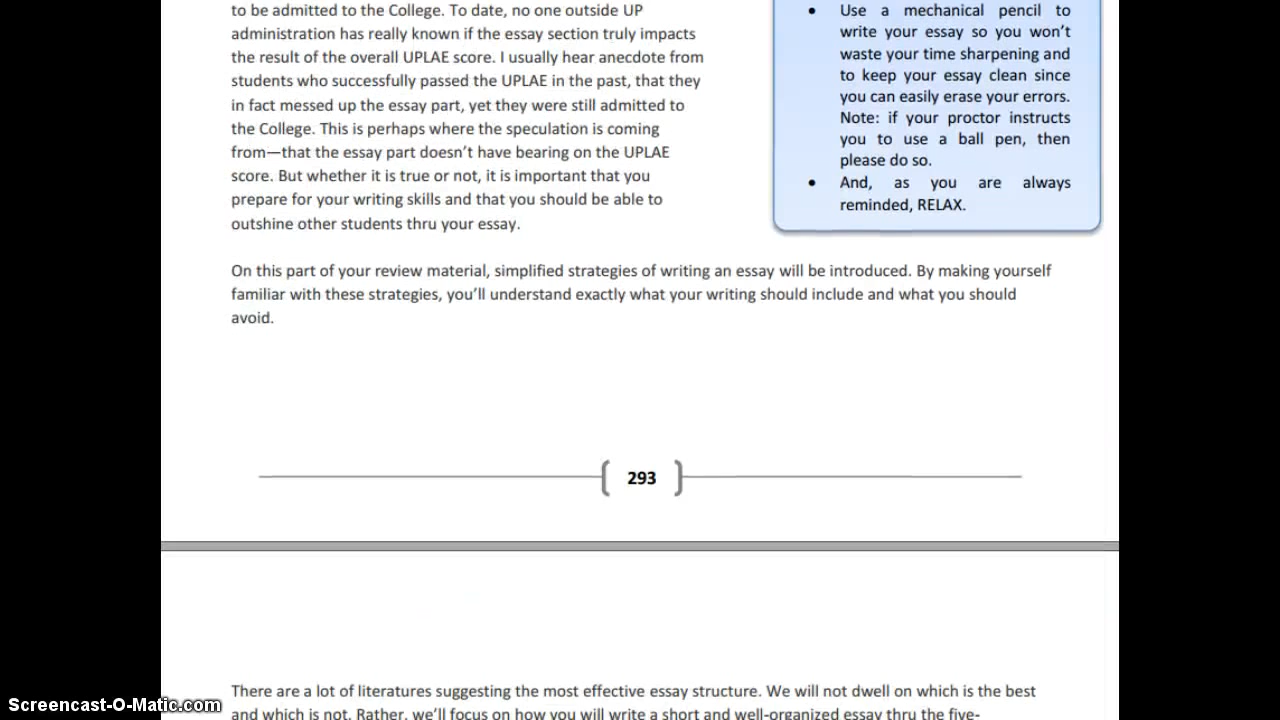 to be admitted to the College. To date, no one outside UP
administration has really known if the essay section truly impacts
the result of the overall UPLAE score. I usually hear anecdote from
students who successfully passed the UPLAE in the past, that they
in fact messed up the essay part, yet they were still admitted to
the College. This is perhaps where the speculation is coming
from—that the essay part doesn't have bearing on the UPLAE
score. But whether it is true or not, it is important that you
prepare for your writing skills and that you should be able to
outshine other students thru your essay.
• Use a mechanical pencil to
write your essay so you won't
waste your time sharpening and
to keep your essay clean since
you can easily erase your errors.
Note: if your proctor instructs
you to use a ball pen, then
please do so.
• And, as you are always
reminded, RELAX.
On this part of your review material, simplified strategies of writing an essay will be introduced. By making yourself
familiar with these strategies, you'll understand exactly what your writing should include and what you should
avoid.
293
There are a lot of literatures suggesting the most effective essay structure. We will not dwell on which is the best
and which is not. Rather, we'll focus on how you will write a short and well-organized essay thru the five-
Screencast-O-Matic.com